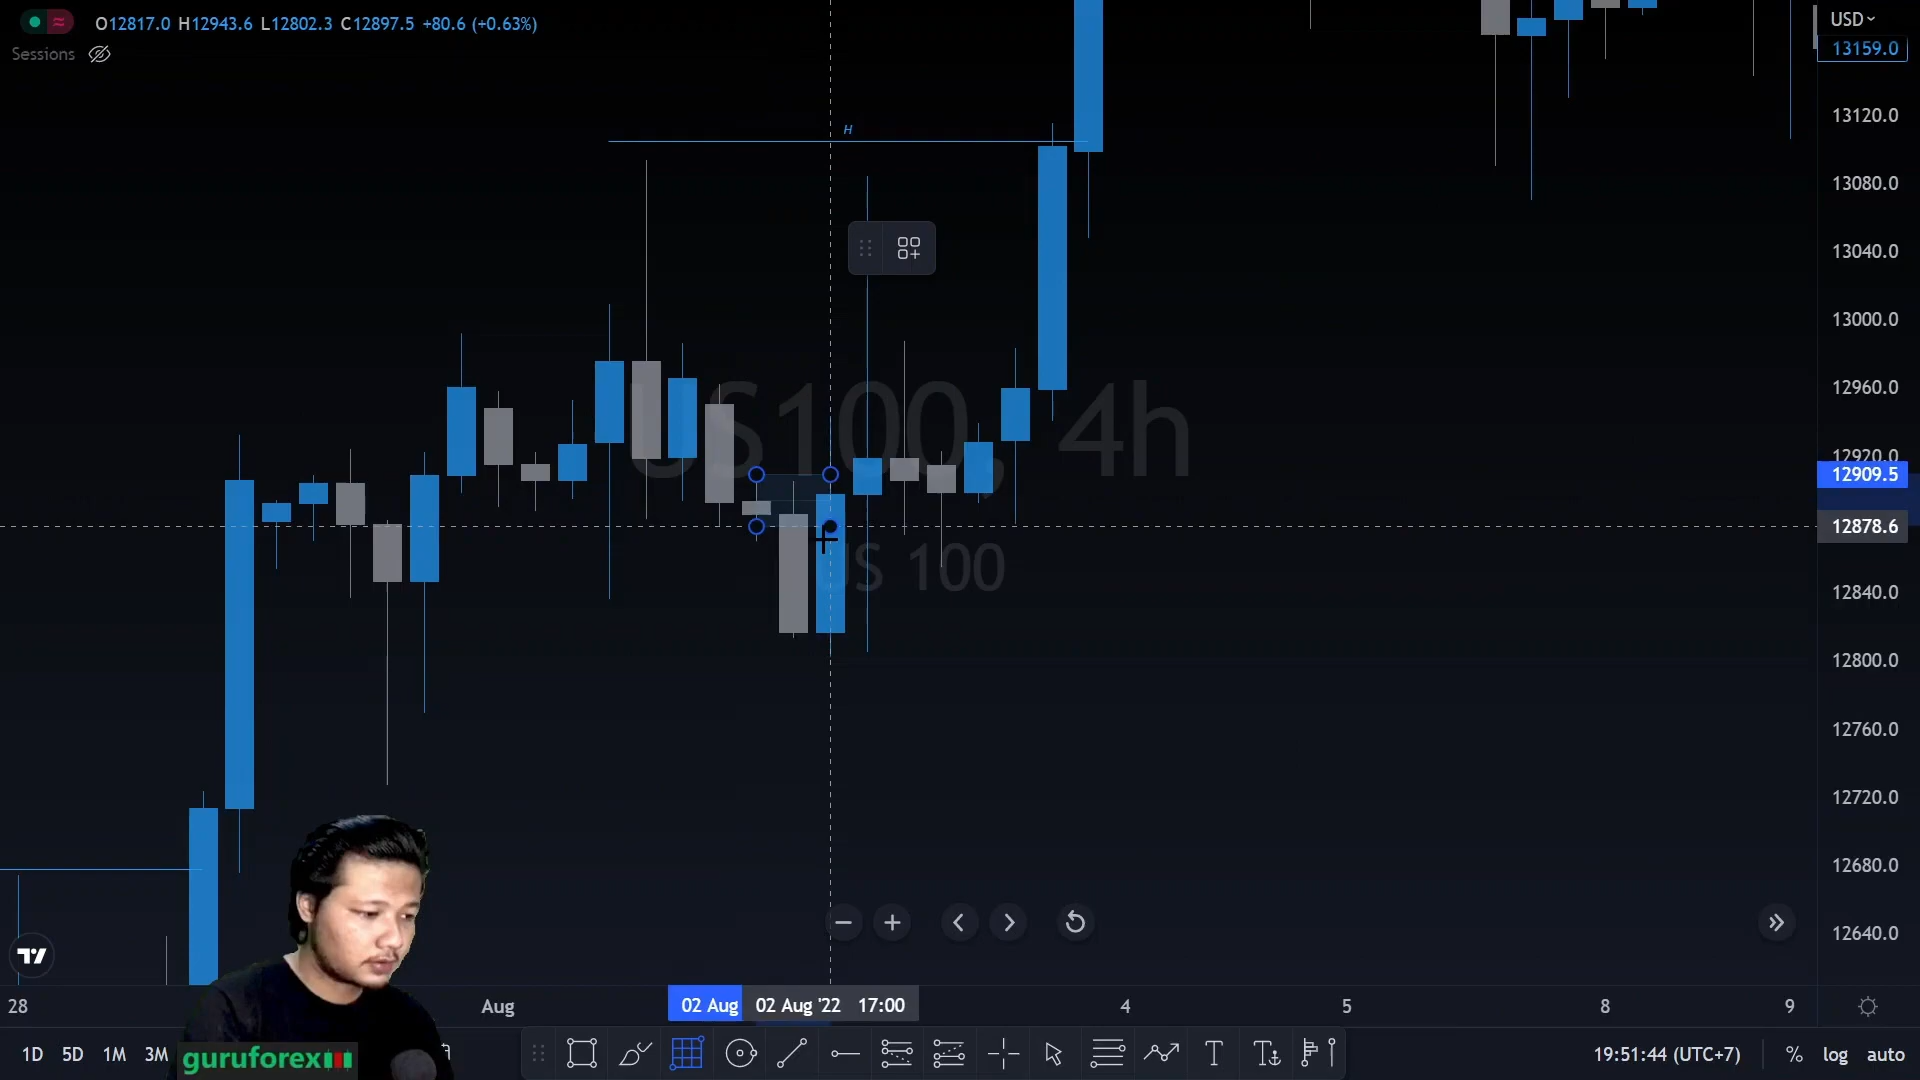 O12817.0 H12943.6 L12802.3 C12897.5 +80.6 (+0.63%)
Sessions
USD
13159.0
13120.0
13080.0
13040.0
13000.0
12960.0
12920.0
12909.5
12878.6
12840.0
12800.0
12760.0
12720.0
12680.0
12640.0
H
US100, 4h
US 100
28
Aug
02 Aug
02 Aug '22 17:00
4
5
8
9
1D 5D 1M 3M
guruforex
19:51:44 (UTC+7)
% log auto